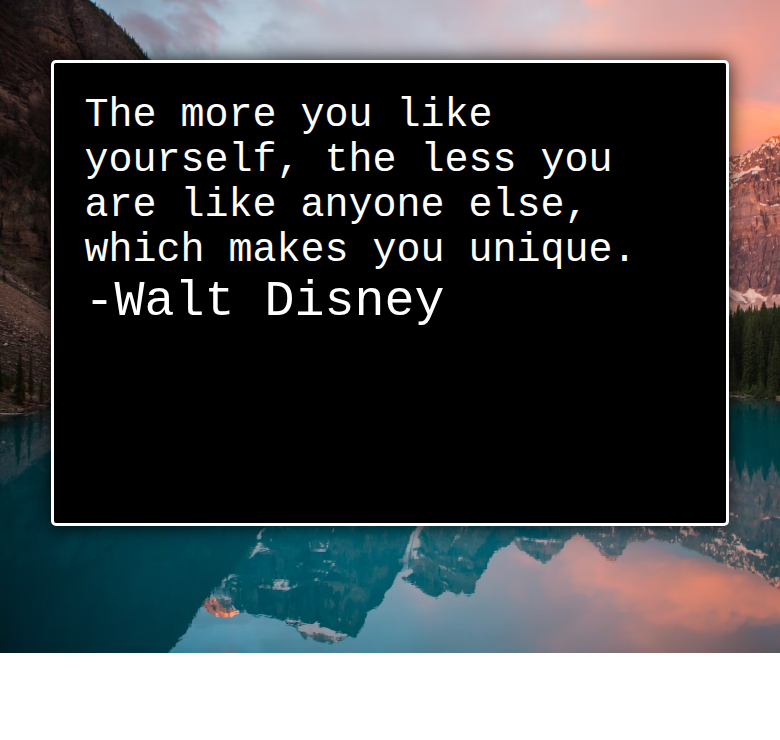 The more you like
yourself, the less you
are like anyone else,
which makes you unique.
-Walt Disney